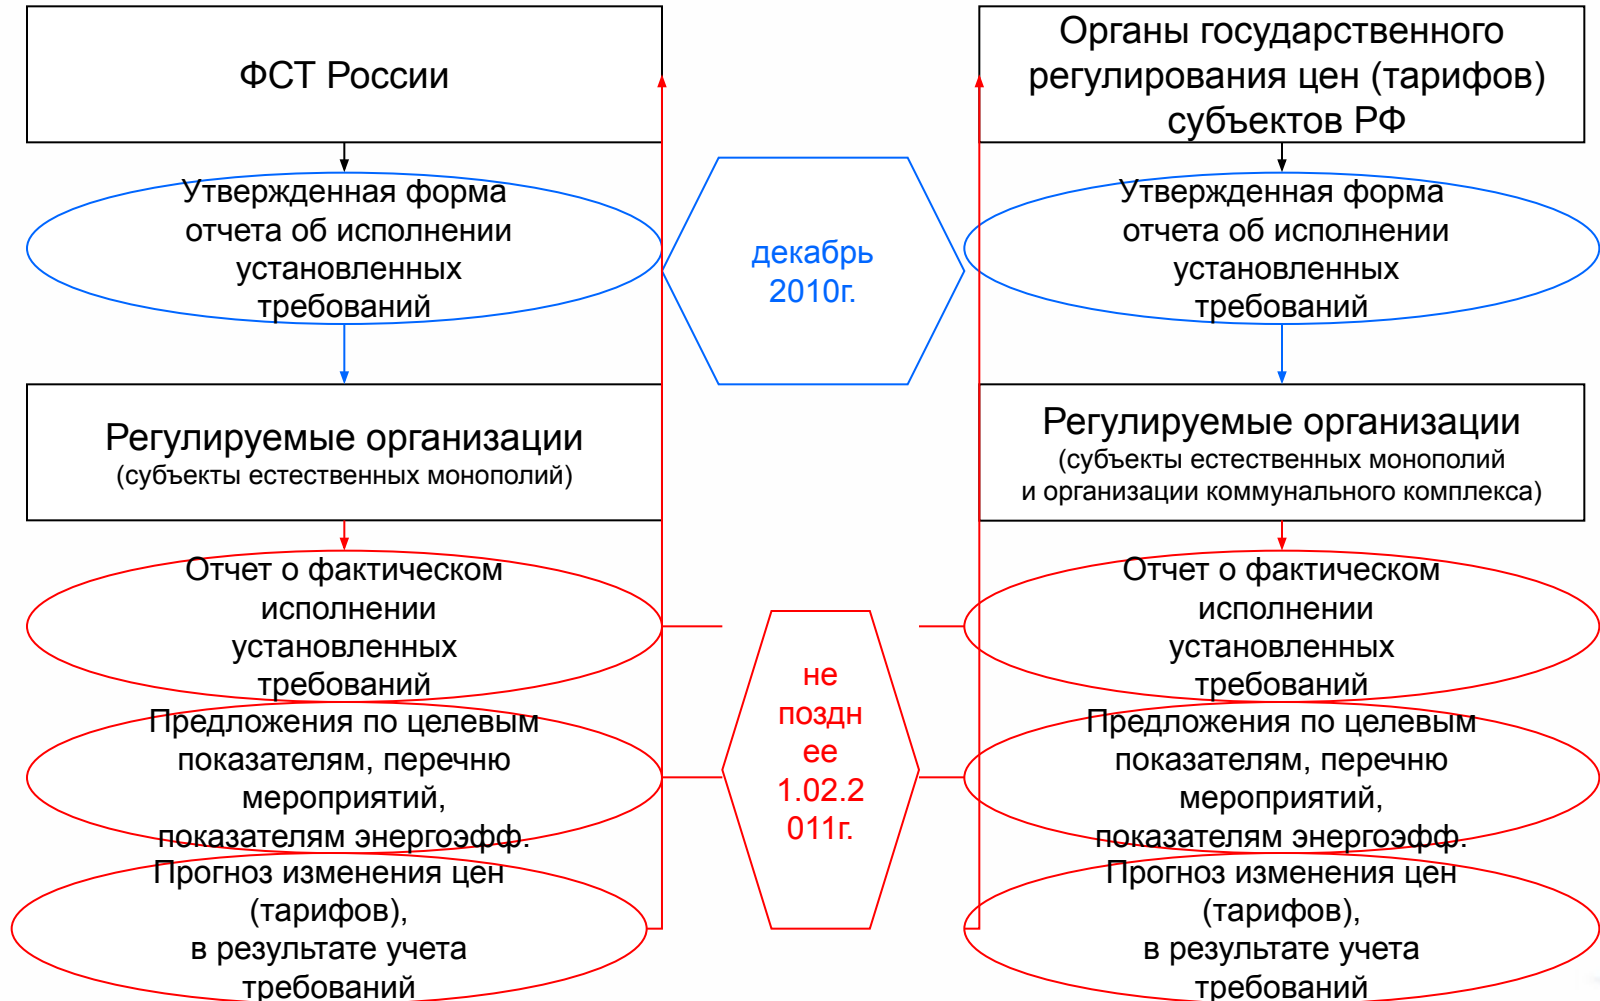 ФСТ России
Утвержденная форма
отчета об исполнении
установленных
требований
Регулируемые организации
(субъекты естественных монополий)
Отчет о фактическом
исполнении
установленных
требований
Предложения по целевым
показателям, перечню
мероприятий,
показателям энергоэфф.
Прогноз изменения цен
(тарифов),
в результате учета
требований
декабрь
2010г.
не
поздн
ее
1.02.2
011г.
Органы государственного
регулирования цен (тарифов)
субъектов РФ
Утвержденная форма
отчета об исполнении
установленных
требований
Регулируемые организации
(субъекты естественных монополий
и организации коммунального комплекса)
Отчет о фактическом
исполнении
установленных
требований
Предложения по целевым
показателям, перечню
мероприятий,
показателям энергоэфф.
Прогноз изменения цен
(тарифов),
в результате учета
требований